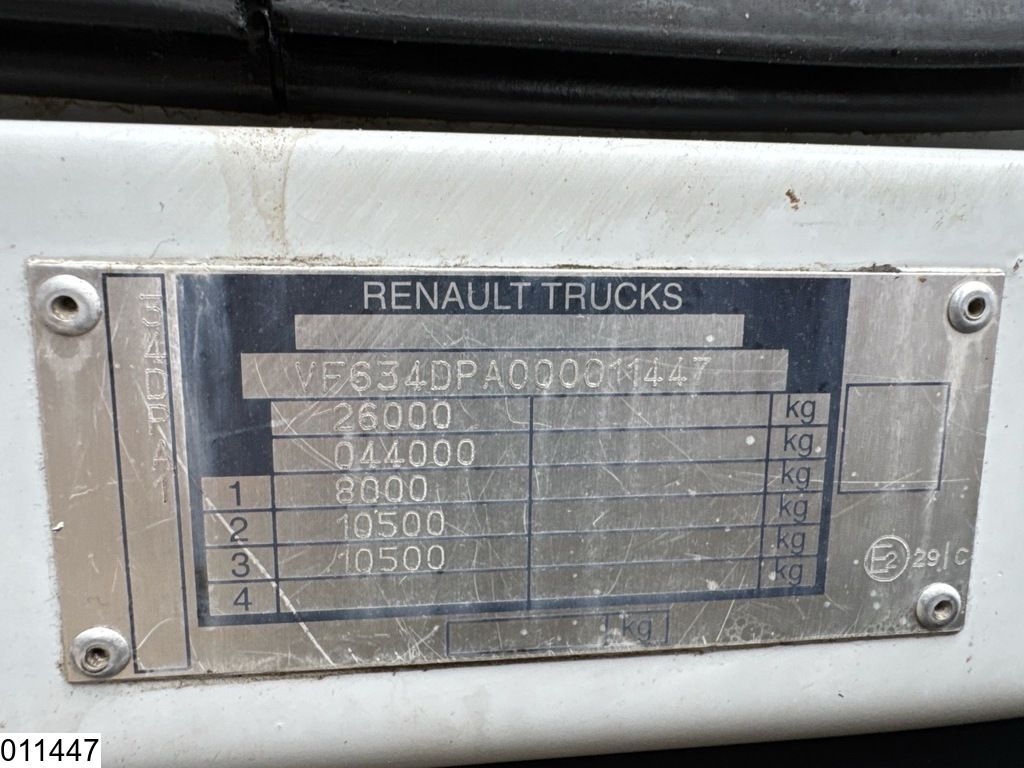 RENAULT TRUCKS
VF634DPA000011447
26000 kg
044000 kg
1 8000 kg
2 10500 kg
3 10500 kg
4 kg
kg
E2 29/C
011447